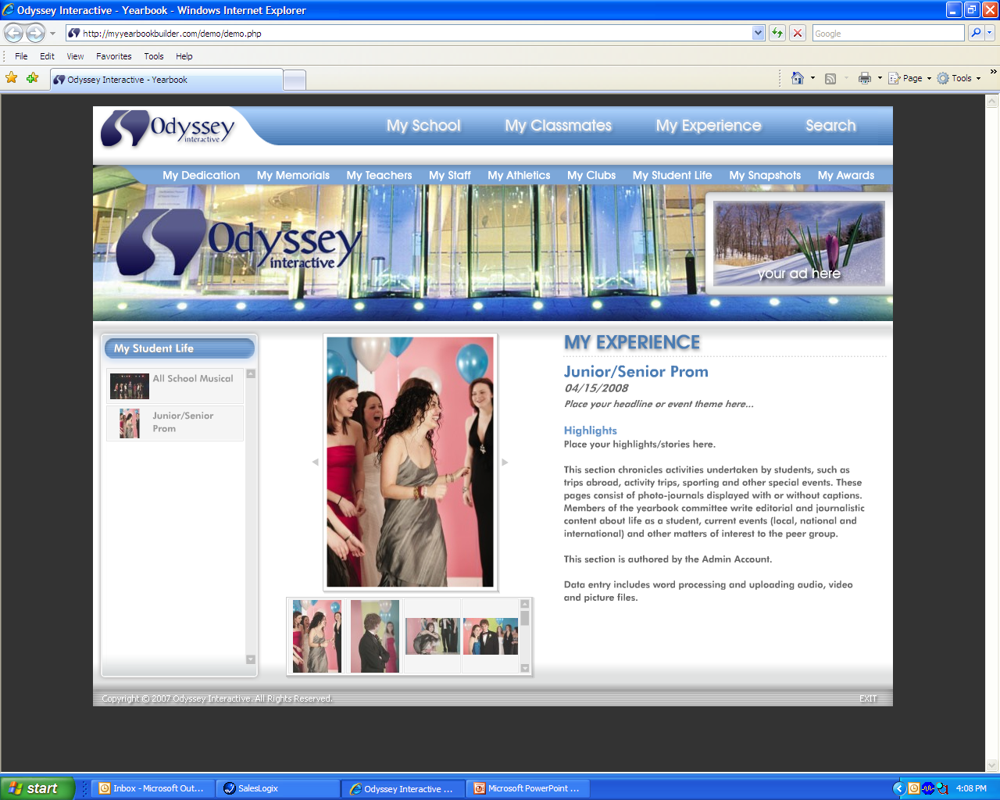 Odyssey Interactive - Yearbook - Windows Internet Explorer
http://myyearbookbuilder.com/demo/demo.php
Google
File Edit View Favorites Tools Help
Odyssey Interactive - Yearbook
Page Tools
Odyssey
interactive
My School My Classmates My Experience Search
My Dedication My Memorials My Teachers My Staff My Athletics My Clubs My Student Life My Snapshots My Awards
Odyssey
interactive
your ad here
My Student Life
All School Musical
Junior/Senior
Prom
MY EXPERIENCE
Junior/Senior Prom
04/15/2008
Place your headline or event theme here...
Highlights
Place your highlights/stories here.
This section chronicles activities undertaken by students, such as
trips abroad, activity trips, sporting and other special events. These
pages consist of photo-journals displayed with or without captions.
Members of the yearbook committee write editorial and journalistic
content about life as a student, current events (local, national and
international) and other matters of interest to the peer group.
This section is authored by the Admin Account.
Data entry includes word processing and uploading audio, video
and picture files.
Copyright © 2007 Odyssey Interactive. All Rights Reserved.
EXIT
start
Inbox - Microsoft Out...
SalesLogix
Odyssey Interactive ...
Microsoft PowerPoint ...
4:08 PM